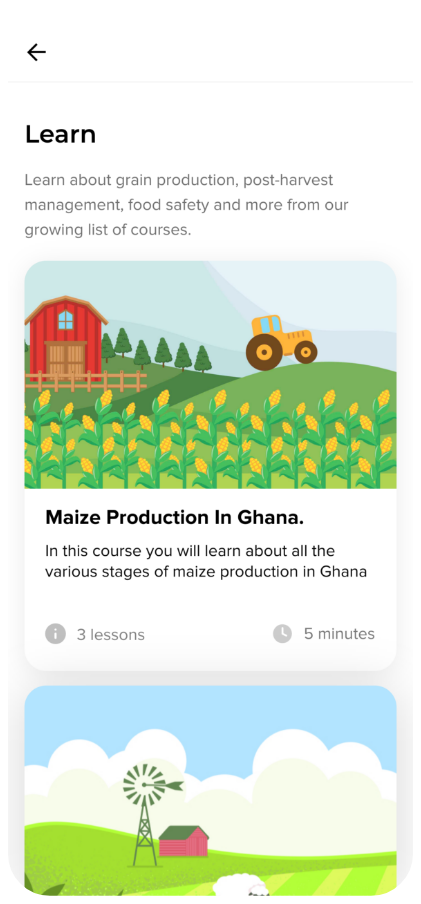 Learn
Learn about grain production, post-harvest
management, food safety and more from our
growing list of courses.
Maize Production In Ghana.
In this course you will learn about all the
various stages of maize production in Ghana
3 lessons
5 minutes